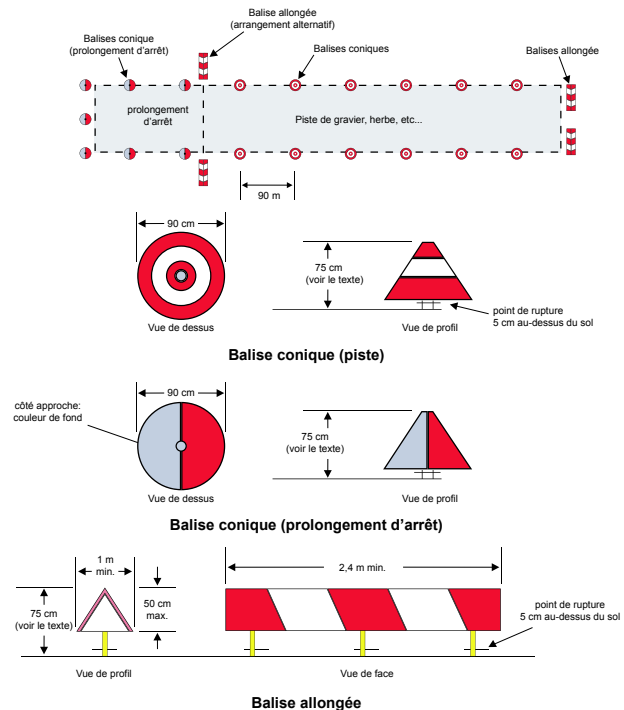 Balise allongée
(arrangement alternatif)
Balises conique
(prolongement d'arrêt)
Balises coniques
Balises allongée
prolongement
d'arrêt
Piste de gravier, herbe, etc...
90 m
90 cm
75 cm
(voir le texte)
point de rupture
5 cm au-dessus du sol
Vue de dessus
Vue de profil
Balise conique (piste)
90 cm
côté approche:
couleur de fond
75 cm
(voir le texte)
Vue de dessus
Vue de profil
Balise conique (prolongement d'arrêt)
1 m
min.
2,4 m min.
75 cm
(voir le texte)
50 cm
max.
point de rupture
5 cm au-dessus du sol
Vue de profil
Vue de face
Balise allongée